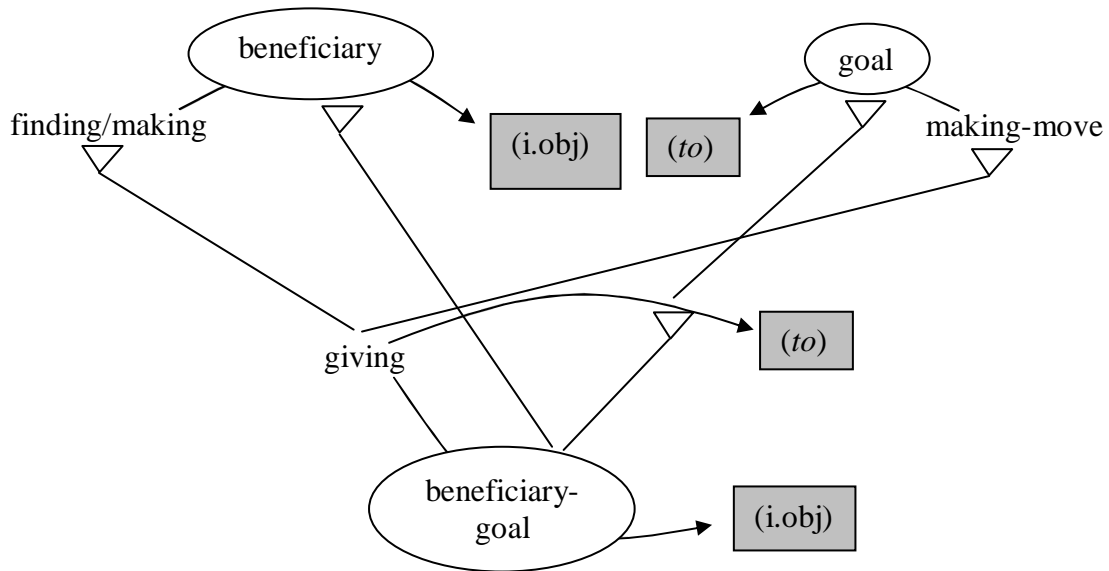 beneficiary
goal
finding/making
making-move
(i.obj)
(to)
(to)
giving
beneficiary-
goal
(i.obj)